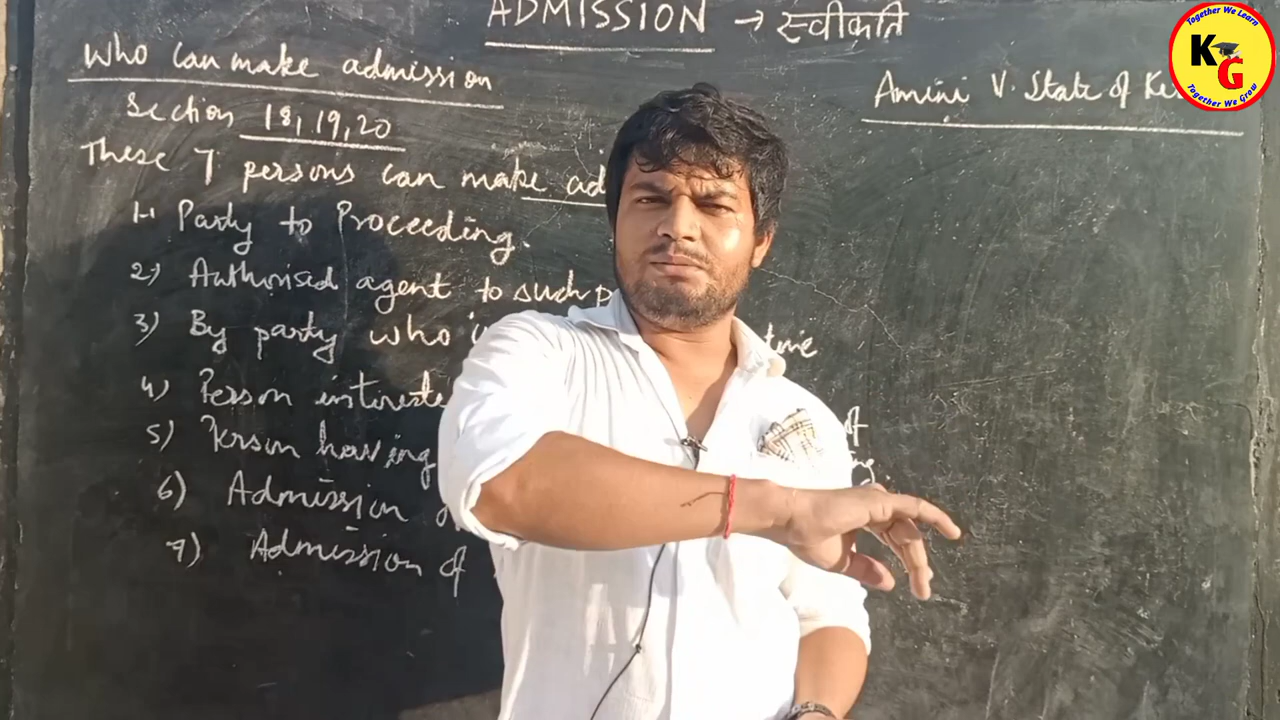 ADMISSION → स्वीकृति
Who can make admission
Section 18, 19, 20
Amini V. State of Ke
These 7 persons can make ad
1.) Party to Proceeding.
2) Authorised agent to such p
3) By party who i time
4) Person intereste
5) Person having of
6) Admission
7) Admission of
Together We Learn
KG
Together We Grow